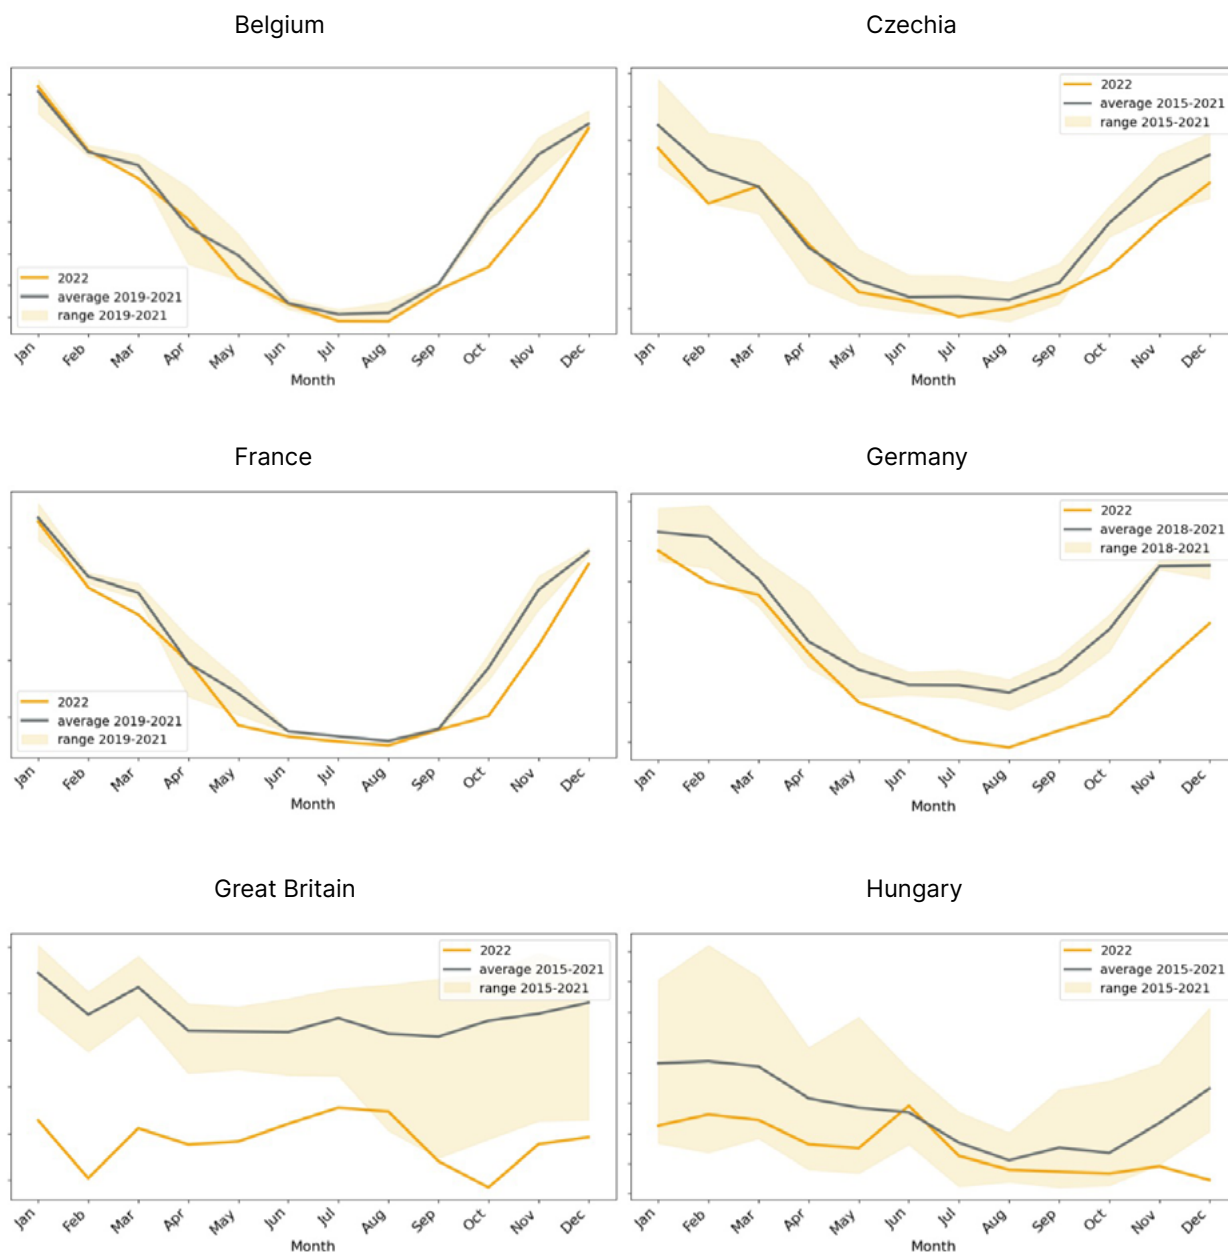 Belgium
2022
average 2019-2021
range 2019-2021
Jan Feb Mar Apr May Jun Jul Aug Sep Oct Nov Dec
Month
Czechia
2022
average 2015-2021
range 2015-2021
Jan Feb Mar Apr May Jun Jul Aug Sep Oct Nov Dec
Month
France
2022
average 2019-2021
range 2019-2021
Jan Feb Mar Apr May Jun Jul Aug Sep Oct Nov Dec
Month
Germany
2022
average 2018-2021
range 2018-2021
Jan Feb Mar Apr May Jun Jul Aug Sep Oct Nov Dec
Month
Great Britain
2022
average 2015-2021
range 2015-2021
Jan Feb Mar Apr May Jun Jul Aug Sep Oct Nov Dec
Month
Hungary
2022
average 2015-2021
range 2015-2021
Jan Feb Mar Apr May Jun Jul Aug Sep Oct Nov Dec
Month